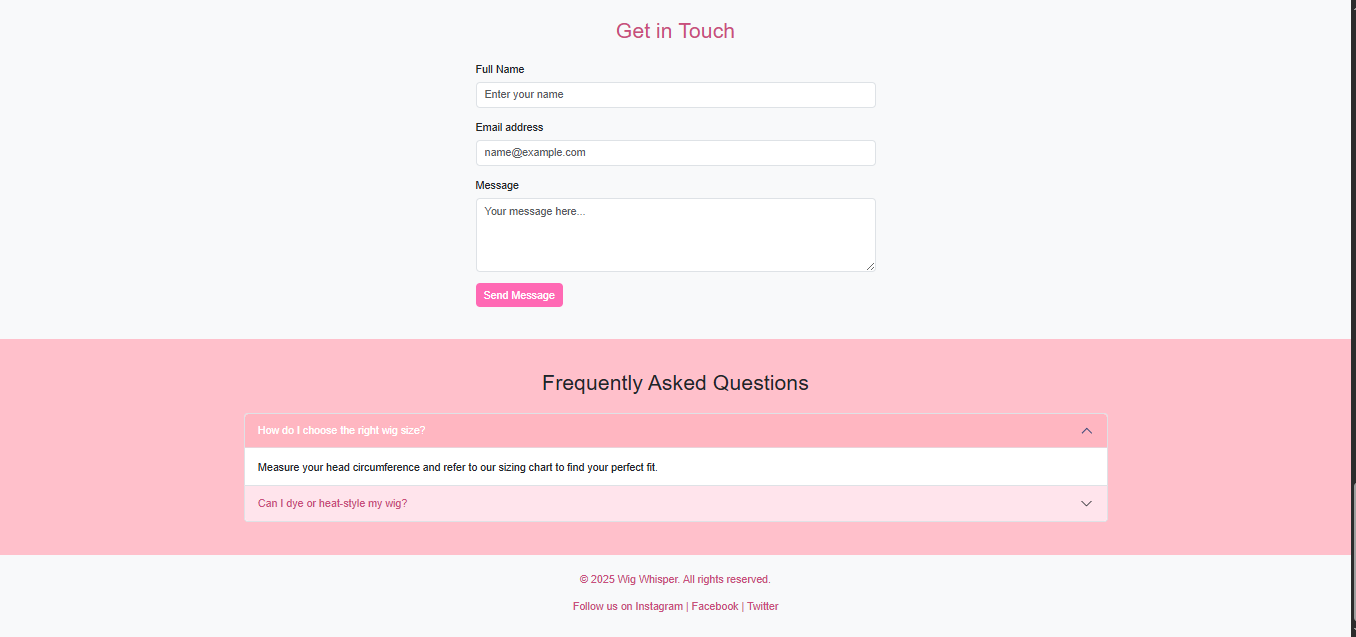 Get in Touch
Full Name
Enter your name
Email address
name@example.com
Message
Your message here...
Send Message
Frequently Asked Questions
How do I choose the right wig size?
Measure your head circumference and refer to our sizing chart to find your perfect fit.
Can I dye or heat-style my wig?
© 2025 Wig Whisper. All rights reserved.
Follow us on Instagram | Facebook | Twitter